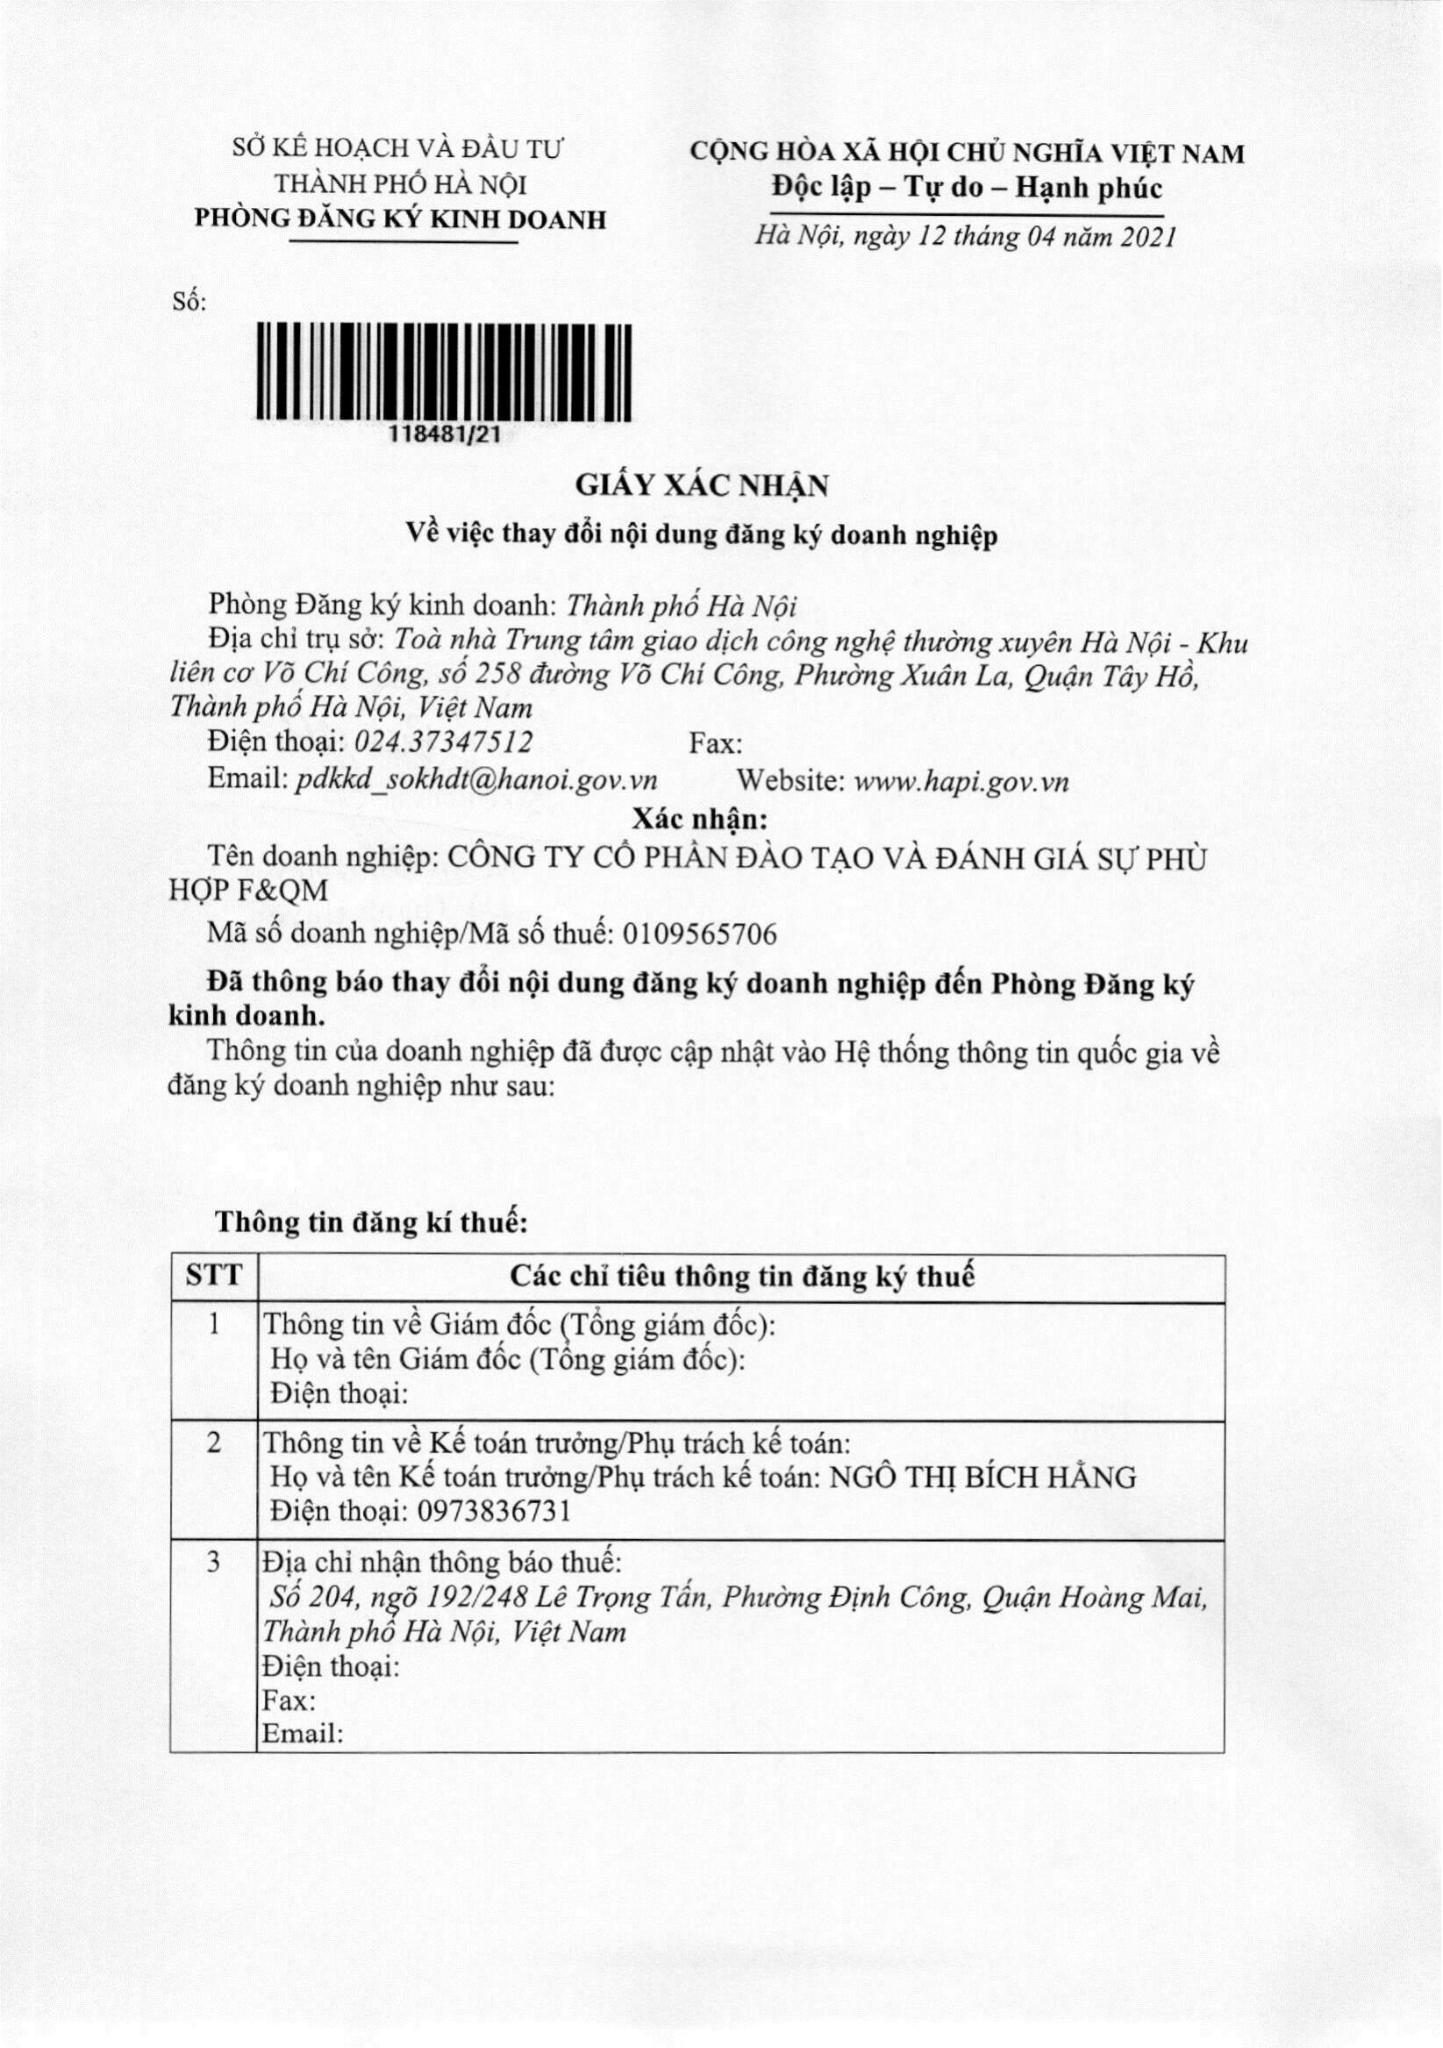 SỞ KẾ HOẠCH VÀ ĐẦU TƯ
THÀNH PHỐ HÀ NỘI
PHÒNG ĐĂNG KÝ KINH DOANH
CỘNG HÒA XÃ HỘI CHỦ NGHĨA VIỆT NAM
Độc lập – Tự do – Hạnh phúc
Hà Nội, ngày 12 tháng 04 năm 2021
Số:
118481/21
GIẤY XÁC NHẬN
Về việc thay đổi nội dung đăng ký doanh nghiệp
Phòng Đăng ký kinh doanh: Thành phố Hà Nội
Địa chỉ trụ sở: Toà nhà Trung tâm giao dịch công nghệ thường xuyên Hà Nội - Khu
liên cơ Võ Chí Công, số 258 đường Võ Chí Công, Phường Xuân La, Quận Tây Hồ,
Thành phố Hà Nội, Việt Nam
Điện thoại: 024.37347512 Fax:
Email: pdkkd_sokhdt@hanoi.gov.vn Website: www.hapi.gov.vn
Xác nhận:
Tên doanh nghiệp: CÔNG TY CỔ PHẦN ĐÀO TẠO VÀ ĐÁNH GIÁ SỰ PHÙ
HỢP F&QM
Mã số doanh nghiệp/Mã số thuế: 0109565706
Đã thông báo thay đổi nội dung đăng ký doanh nghiệp đến Phòng Đăng ký
kinh doanh.
Thông tin của doanh nghiệp đã được cập nhật vào Hệ thống thông tin quốc gia về
đăng ký doanh nghiệp như sau:
Thông tin đăng kí thuế:
STT Các chỉ tiêu thông tin đăng ký thuế
1 Thông tin về Giám đốc (Tổng giám đốc):
Họ và tên Giám đốc (Tổng giám đốc):
Điện thoại:
2 Thông tin về Kế toán trưởng/Phụ trách kế toán:
Họ và tên Kế toán trưởng/Phụ trách kế toán: NGÔ THỊ BÍCH HẰNG
Điện thoại: 0973836731
3 Địa chỉ nhận thông báo thuế:
Số 204, ngõ 192/248 Lê Trọng Tấn, Phường Định Công, Quận Hoàng Mai,
Thành phố Hà Nội, Việt Nam
Điện thoại:
Fax:
Email: